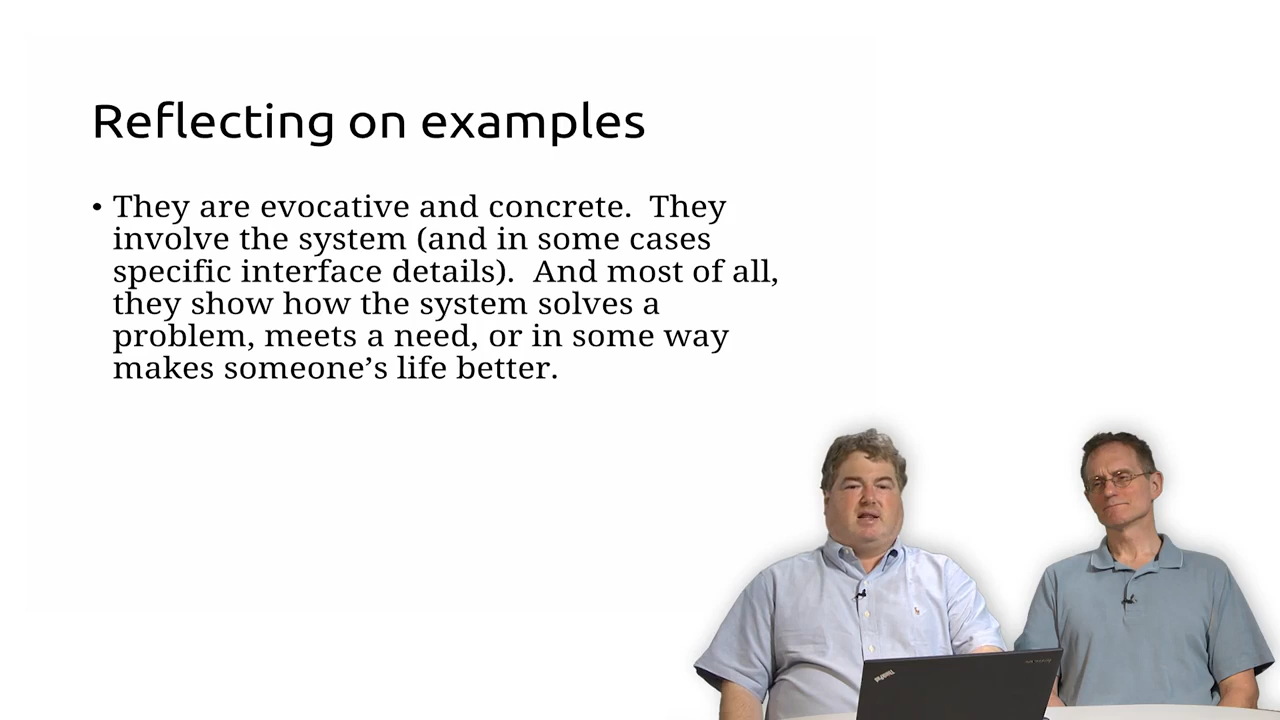 Reflecting on examples
• They are evocative and concrete.  They
involve the system (and in some cases
specific interface details).  And most of all,
they show how the system solves a
problem, meets a need, or in some way
makes someone’s life better.
ThinkPad